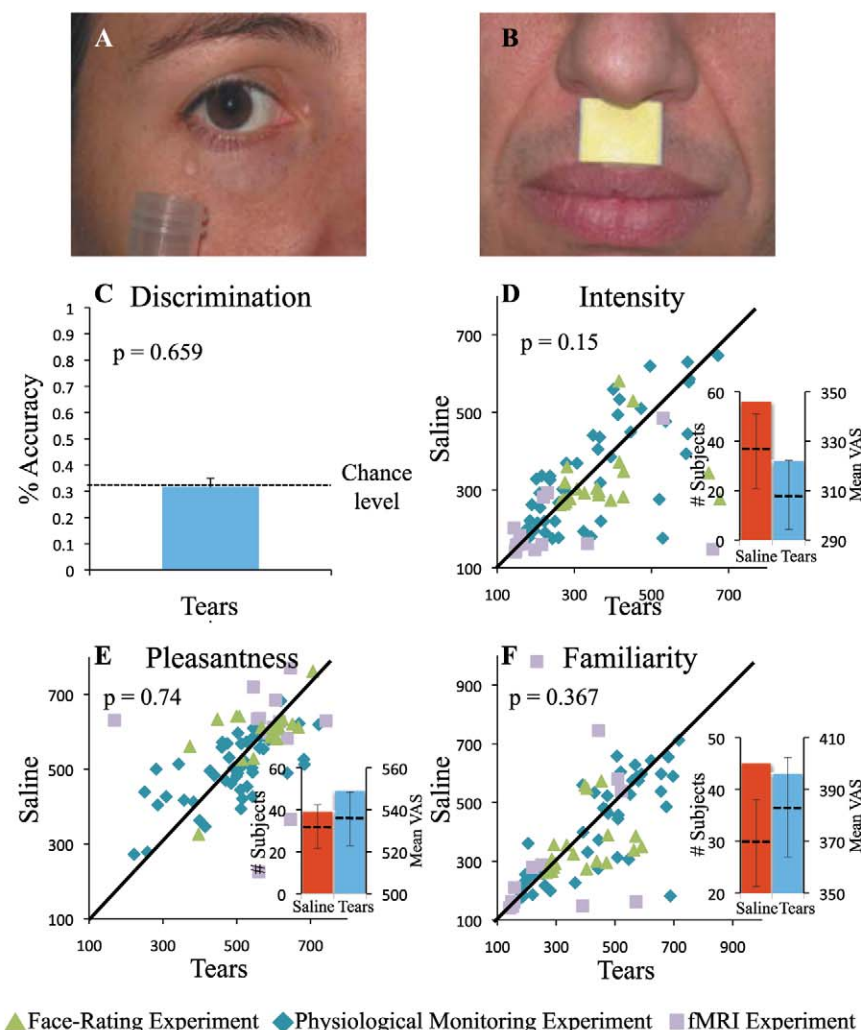 A
B
C Discrimination
p = 0.659
% Accuracy
1
0.9
0.8
0.7
0.6
0.5
0.4
0.3
0.2
0.1
0
Chance
level
Tears
D Intensity
p = 0.15
Saline
700
500
300
100
100 300 500 700
Tears
# Subjects
60
40
20
0
Mean VAS
350
330
310
290
Saline Tears
E Pleasantness
p = 0.74
Saline
700
500
300
100
100 300 500 700
Tears
# Subjects
60
40
20
0
Mean VAS
560
540
520
500
Saline Tears
F Familiarity
p = 0.367
Saline
900
700
500
300
100
100 300 500 700 900
Tears
# Subjects
50
40
30
20
Mean VAS
410
390
370
350
Saline Tears
Face-Rating Experiment Physiological Monitoring Experiment fMRI Experiment